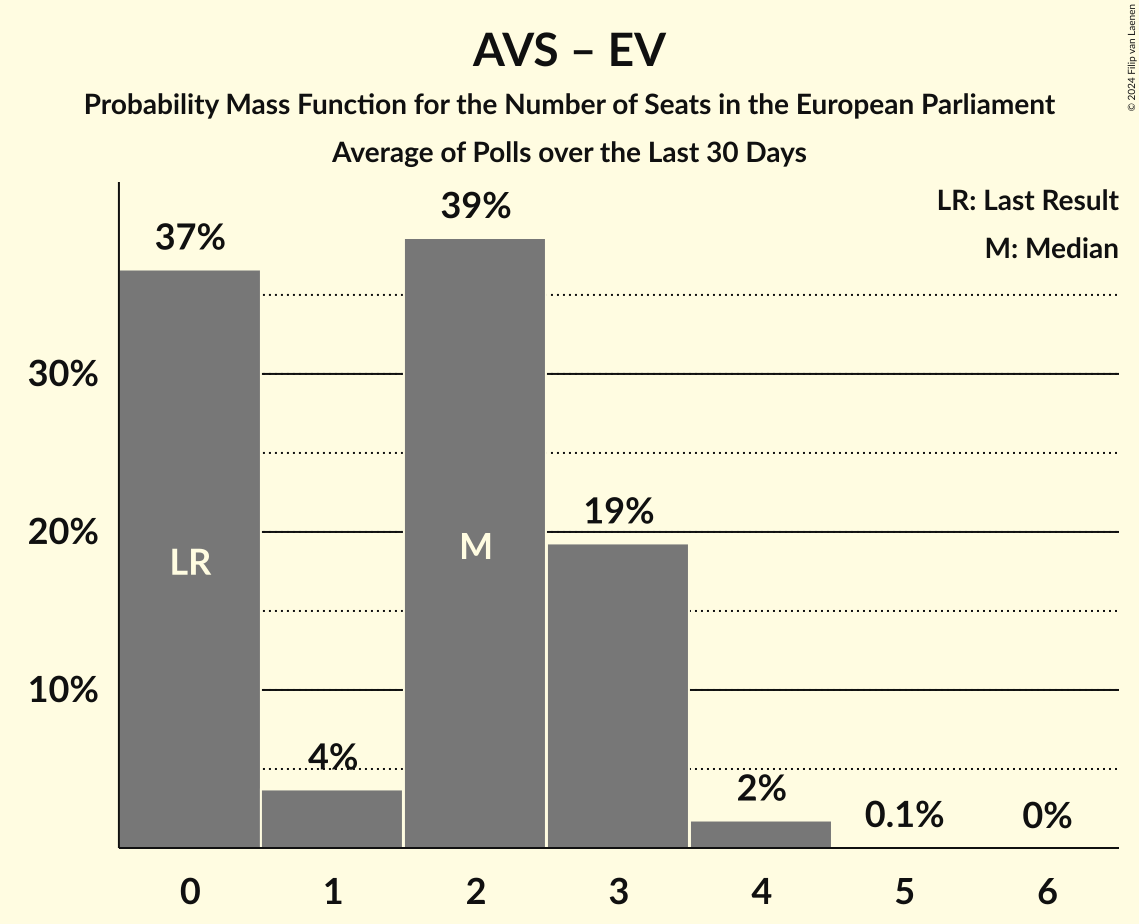 AVS – EV
Probability Mass Function for the Number of Seats in the European Parliament
Average of Polls over the Last 30 Days
© 2024 Filip van Laenen
LR: Last Result
M: Median
37%
4%
39%
19%
2%
0.1%
0%
30%
20%
10%
LR
M
0
1
2
3
4
5
6